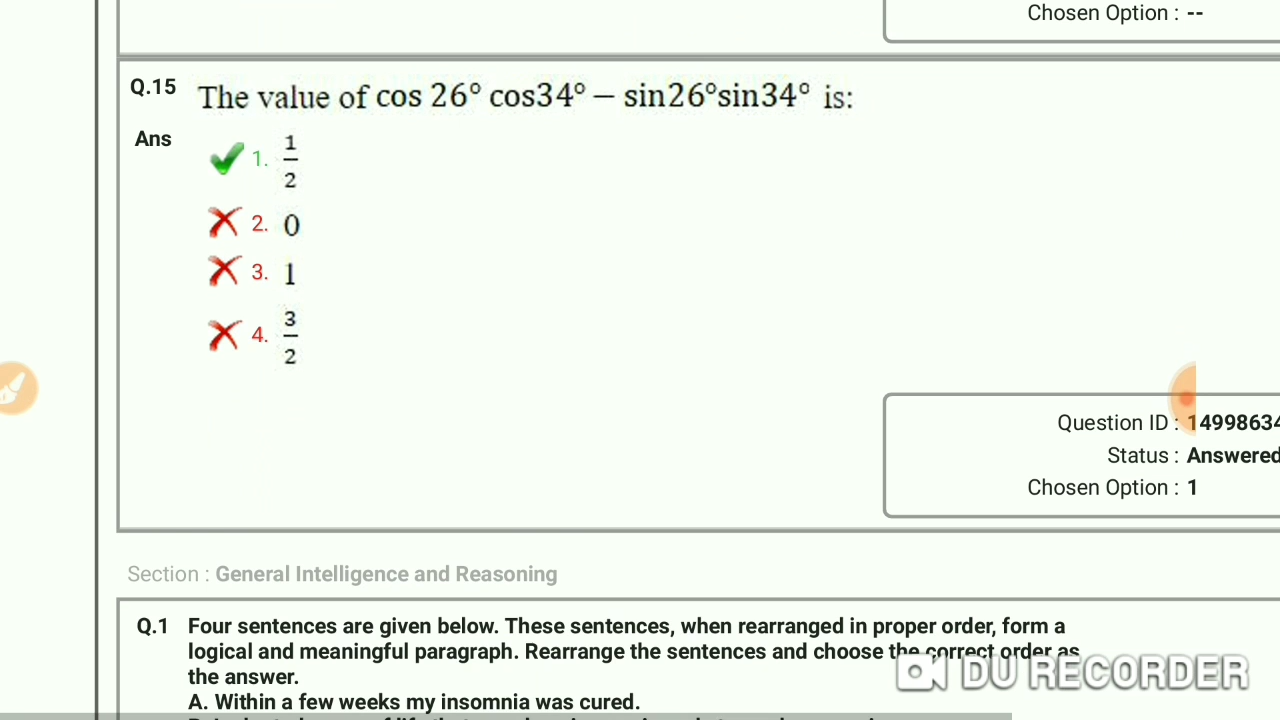 Chosen Option : --
Q.15 The value of cos 26° cos34° – sin26°sin34° is:
Ans
1. 1/2
2. 0
3. 1
4. 3/2
Question ID : 14998634
Status : Answered
Chosen Option : 1
Section : General Intelligence and Reasoning
Q.1 Four sentences are given below. These sentences, when rearranged in proper order, form a
logical and meaningful paragraph. Rearrange the sentences and choose the correct order as
the answer.
DU RECORDER
A. Within a few weeks my insomnia was cured.